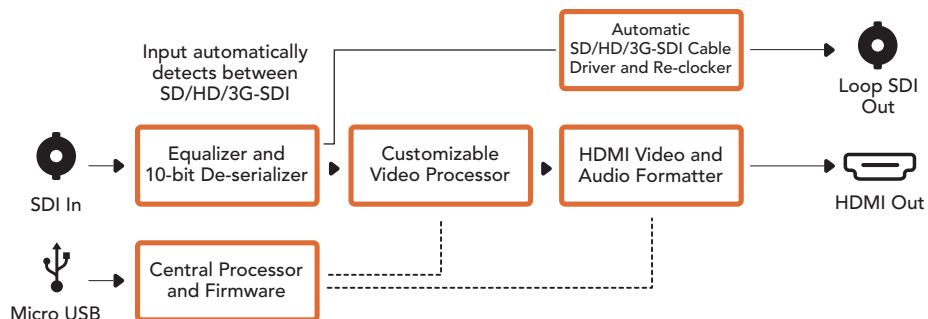 Input automatically
detects between
SD/HD/3G-SDI
Automatic
SD/HD/3G-SDI Cable
Driver and Re-clocker
Loop SDI
Out
SDI In
Equalizer and
10-bit De-serializer
Customizable
Video Processor
HDMI Video and
Audio Formatter
HDMI Out
Micro USB
Central Processor
and Firmware